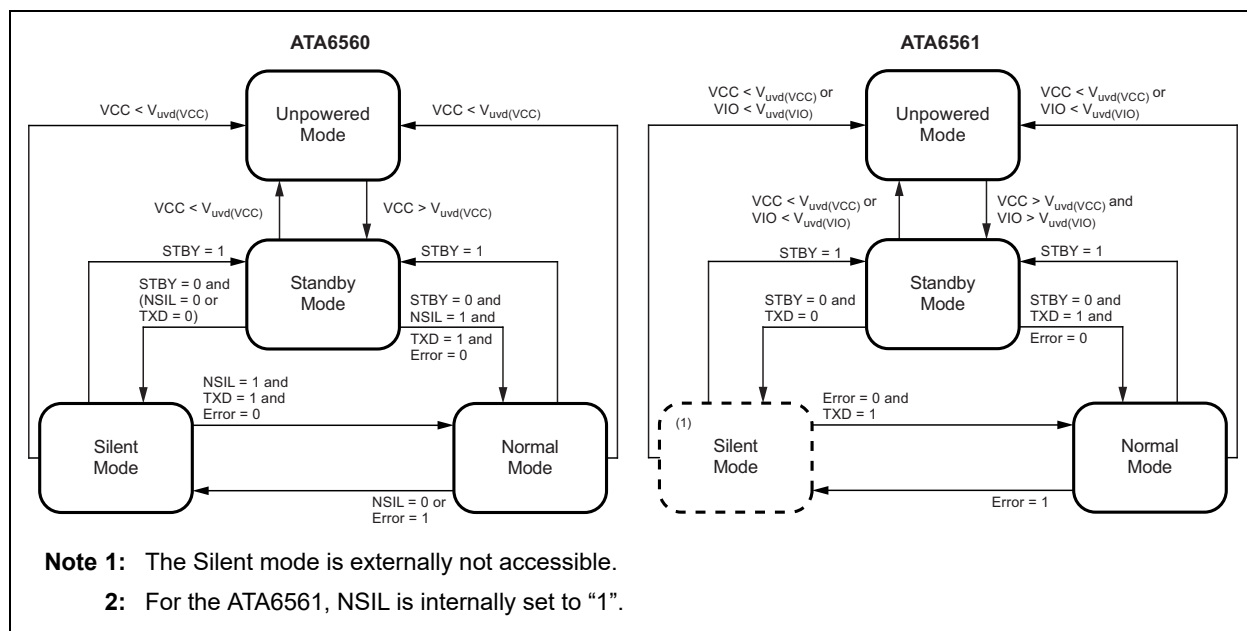 ATA6560
VCC < Vuvd(VCC)
VCC < Vuvd(VCC)
Unpowered
Mode
VCC < Vuvd(VCC)
VCC > Vuvd(VCC)
STBY = 1
STBY = 1
Standby
Mode
STBY = 0 and
(NSIL = 0 or
TXD = 0)
STBY = 0 and
NSIL = 1 and
TXD = 1 and
Error = 0
NSIL = 1 and
TXD = 1 and
Error = 0
Silent
Mode
Normal
Mode
NSIL = 0 or
Error = 1
ATA6561
VCC < Vuvd(VCC) or
VIO < Vuvd(VIO)
VCC < Vuvd(VCC) or
VIO < Vuvd(VIO)
Unpowered
Mode
VCC < Vuvd(VCC) or
VIO < Vuvd(VIO)
VCC > Vuvd(VCC) and
VIO > Vuvd(VIO)
STBY = 1
STBY = 1
Standby
Mode
STBY = 0 and
TXD = 0
STBY = 0 and
TXD = 1 and
Error = 0
Error = 0 and
TXD = 1
(1)
Silent
Mode
Normal
Mode
Error = 1
Note 1: The Silent mode is externally not accessible.
2: For the ATA6561, NSIL is internally set to “1”.